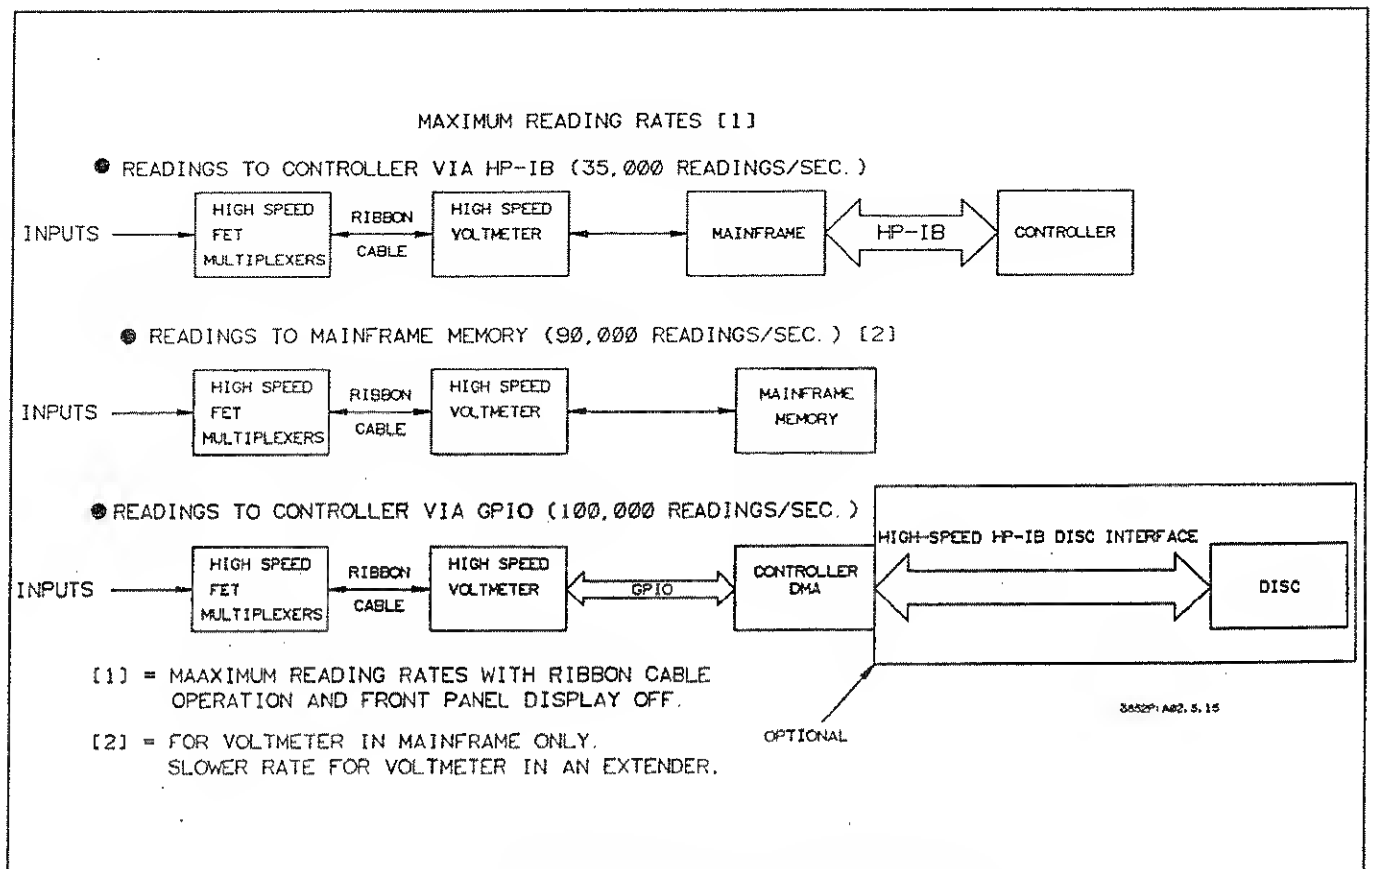 MAXIMUM READING RATES [1]
● READINGS TO CONTROLLER VIA HP-IB (35,000 READINGS/SEC.)
INPUTS
HIGH SPEED
FET
MULTIPLEXERS
RIBBON
CABLE
HIGH SPEED
VOLTMETER
MAINFRAME
HP-IB
CONTROLLER
● READINGS TO MAINFRAME MEMORY (90,000 READINGS/SEC.) [2]
INPUTS
HIGH SPEED
FET
MULTIPLEXERS
RIBBON
CABLE
HIGH SPEED
VOLTMETER
MAINFRAME
MEMORY
● READINGS TO CONTROLLER VIA GPIO (100,000 READINGS/SEC.)
INPUTS
HIGH SPEED
FET
MULTIPLEXERS
RIBBON
CABLE
HIGH SPEED
VOLTMETER
GPIO
CONTROLLER
DMA
HIGH-SPEED HP-IB DISC INTERFACE
DISC
OPTIONAL
[1] = MAAXIMUM READING RATES WITH RIBBON CABLE
OPERATION AND FRONT PANEL DISPLAY OFF.
[2] = FOR VOLTMETER IN MAINFRAME ONLY.
SLOWER RATE FOR VOLTMETER IN AN EXTENDER.